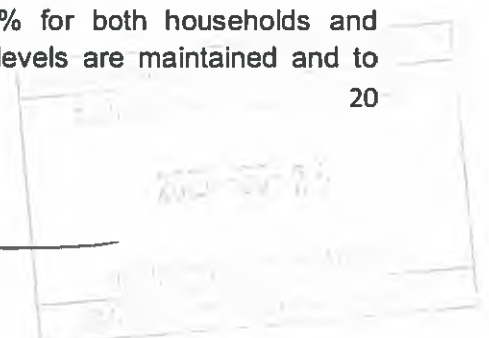 % for both households and
levels are maintained and to
20